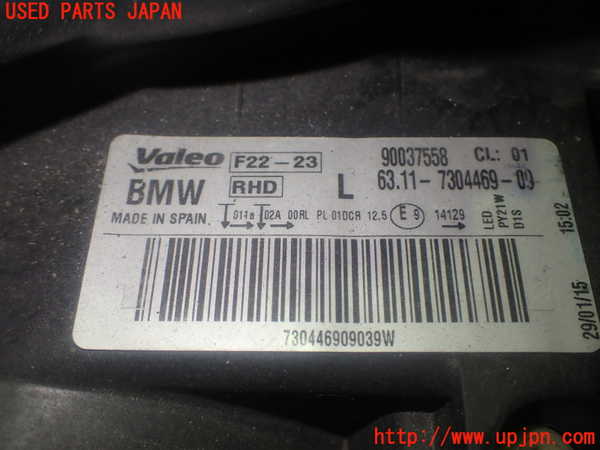 USED PARTS JAPAN
Valeo F22-23 90037558 CL: 01
BMW RHD L 63.11-7304469-09
MADE IN SPAIN. 02A 00RL PL 01DCR 12,5 E 9 14129
LED
PY21W
D1S
29/01/15 15:02
730446909039W
http://www.upjpn.com/